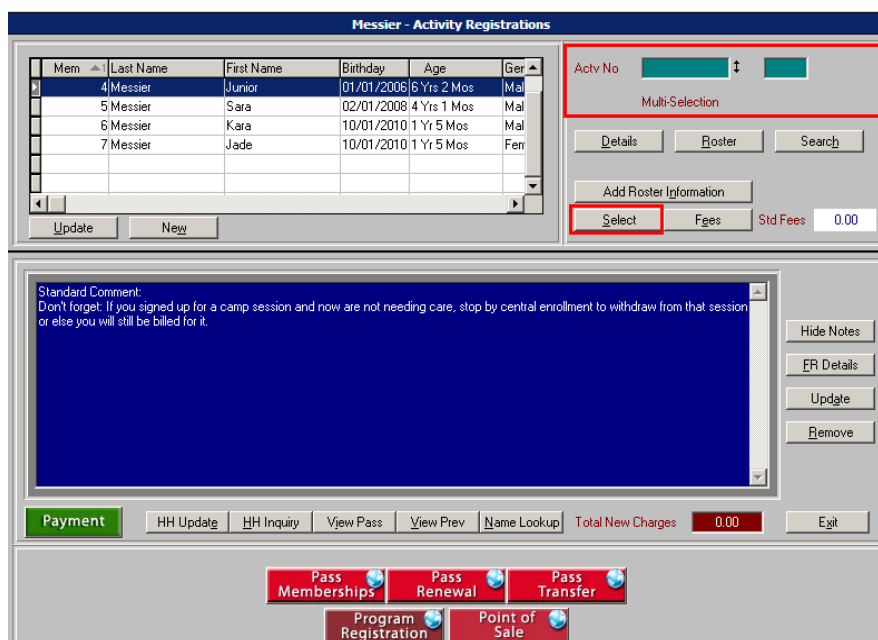 Messier - Activity Registrations
Mem 1 Last Name First Name Birthday Age Ger
4 Messier Junior 01/01/2006 6 Yrs 2 Mos Mal
5 Messier Sara 02/01/2008 4 Yrs 1 Mos Mal
6 Messier Kara 10/01/2010 1 Yr 5 Mos Mal
7 Messier Jade 10/01/2010 1 Yr 5 Mos Fem
Update New
Actv No
Multi-Selection
Details Roster Search
Add Roster Information
Select Fees Std Fees 0.00
Standard Comment:
Don't forget: If you signed up for a camp session and now are not needing care, stop by central enrollment to withdraw from that session
or else you will still be billed for it.
Hide Notes
FR Details
Update
Remove
Payment HH Update HH Inquiry View Pass View Prev Name Lookup Total New Charges 0.00 Exit
Pass Memberships Pass Renewal Pass Transfer
Program Registration Point of Sale